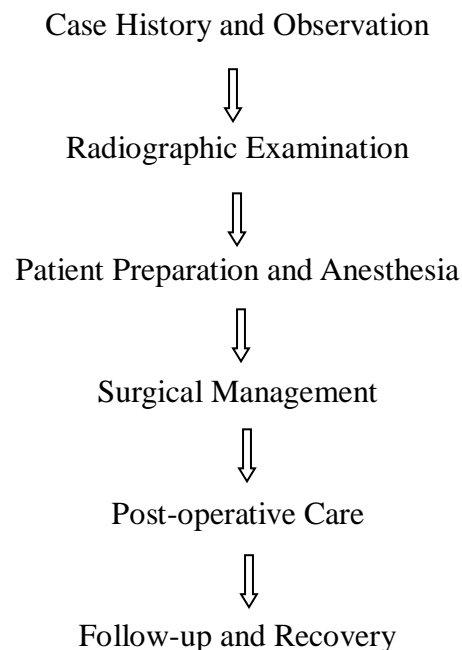 Case History and Observation
Radiographic Examination
Patient Preparation and Anesthesia
Surgical Management
Post-operative Care
Follow-up and Recovery